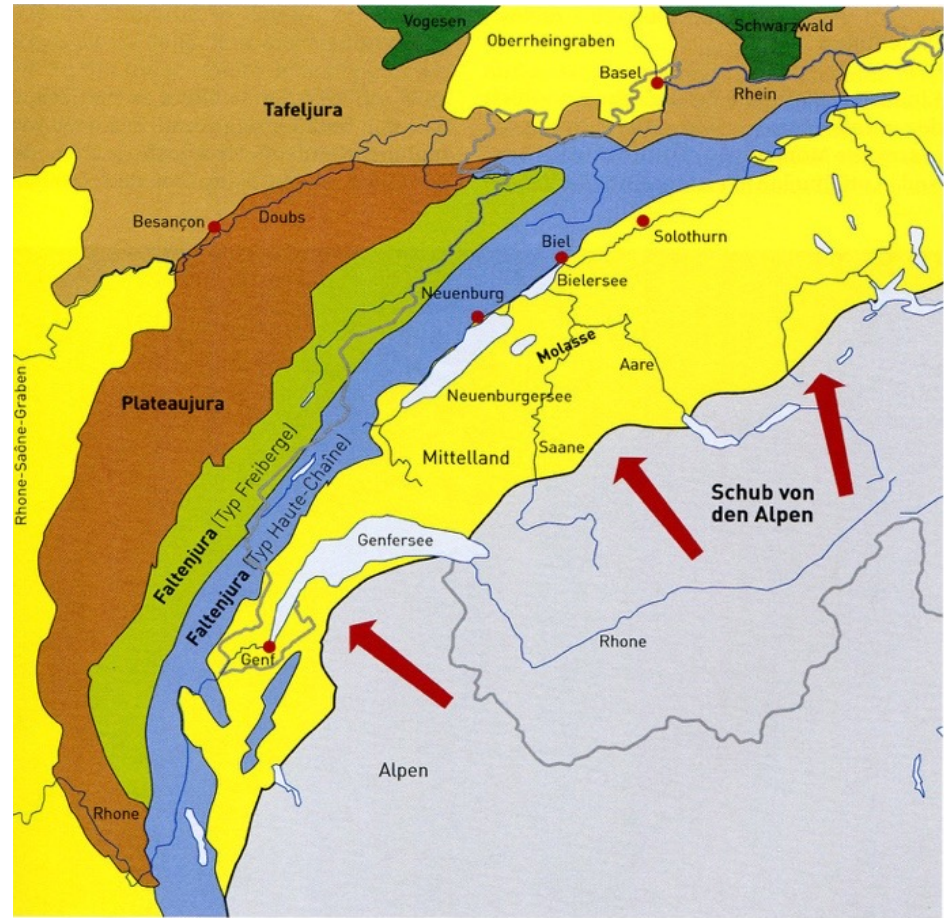 Vogesen
Schwarzwald
Oberrheingraben
Basel
Rhein
Tafeljura
Besançon
Doubs
Solothurn
Biel
Bielersee
Neuenburg
Molasse
Aare
Rhone-Saône-Graben
Plateaujura
Neuenburgersee
Mittelland
Saane
Faltenjura (Typ Freiberge)
Faltenjura (Typ Haute-Chaîne)
Schub von
den Alpen
Genfersee
Genf
Rhone
Alpen
Rhone